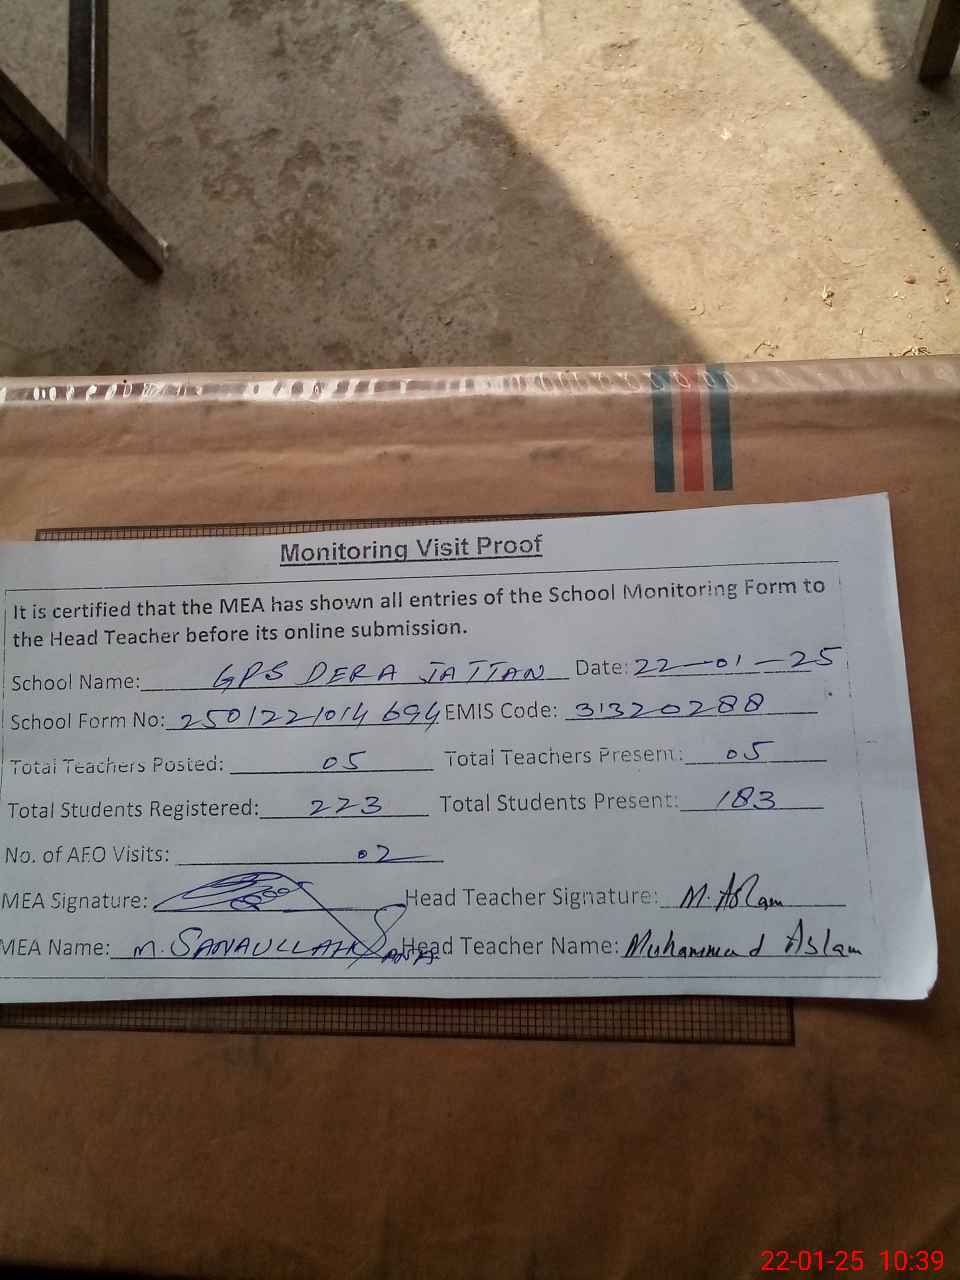 Monitoring Visit Proof
It is certified that the MEA has shown all entries of the School Monitoring Form to
the Head Teacher before its online submission.
School Name: GPS DERA JATTAN Date: 22-01-25
School Form No: 2501221014694 EMIS Code: 31320288
Total Teachers Posted: 05 Total Teachers Present: 05
Total Students Registered: 223 Total Students Present: 183
No. of AEO Visits: 02
MEA Signature: Head Teacher Signature: M. Aslam
MEA Name: M. SANAULLAH Head Teacher Name: Muhammad Aslam
22-01-25 10:39